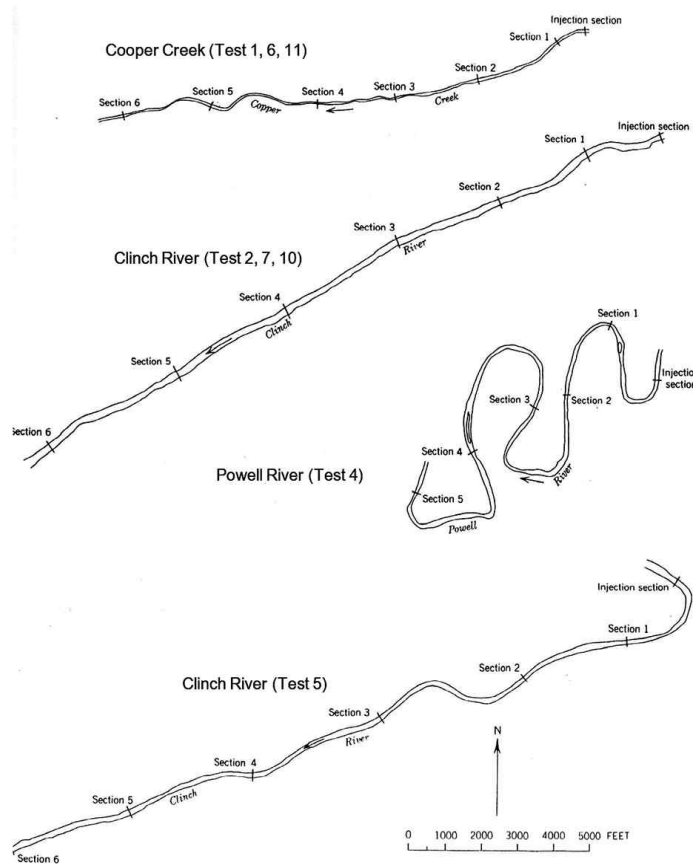 Injection section
Section 1
Cooper Creek (Test 1, 6, 11)
Section 2
Section 3
Section 4
Section 5
Section 6
Copper
Creek
Injection section
Section 1
Section 2
Section 3
River
Clinch River (Test 2, 7, 10)
Section 4
Clinch
Section 5
Section 6
Section 1
Injection
section
Section 2
Section 3
Section 4
Powell River (Test 4)
River
Section 5
Powell
Injection section
Section 1
Section 2
Clinch River (Test 5)
Section 3
River
Section 4
Section 5
Clinch
Section 6
N
0 1000 2000 3000 4000 5000 FEET